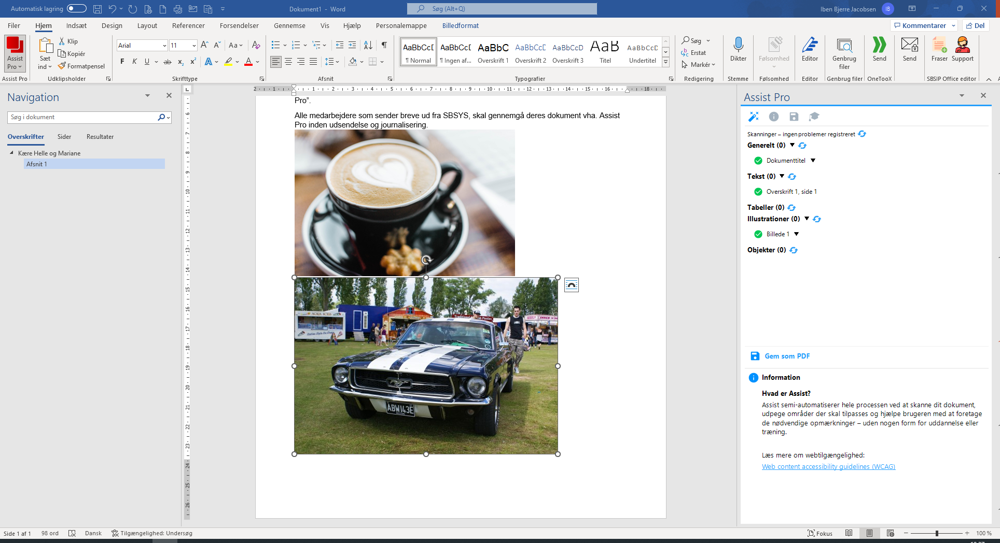 Automatisk lagring
Dokument1 - Word
Søg (Alt+Q)
Iben Bjerre Jacobsen
IB
Filer
Hjem
Indsæt
Design
Layout
Referencer
Forsendelser
Gennemse
Vis
Hjælp
Personalemappe
Billedformat
Kommentarer
Del
Assist Pro
Sæt ind
Klip
Kopiér
Formatpensel
Arial
11
F K U ab x₂ x²
AaBbCcDc AaBbCcDc AaBbC AaBbCcD AaBbCcD AaB AaBbCcD
¶ Normal
¶ Ingen af...
Overskrift 1
Overskrift 2
Overskrift 3
Titel
Undertitel
Søg
Erstat
Markér
Dikter
Følsomhed
Editor
Genbrug filer
Send
Send
Fraser
Support
Assist Pro
Udklipsholder
Skrifttype
Afsnit
Typografier
Redigering
Stemme
Følsomhed
Editor
Genbrug filer
OneTooX
SBSIP Office editor
Navigation
Søg i dokument
Overskrifter
Sider
Resultater
Kære Helle og Mariane
Afsnit 1
Pro”.
Alle medarbejdere som sender breve ud fra SBSYS, skal gennemgå deres dokument vha. Assist
Pro inden udsendelse og journalisering.
ABW143E
Assist Pro
Skanninger – ingen problemer registreret
Generelt (0)
Dokumenttitel
Tekst (0)
Overskrift 1, side 1
Tabeller (0)
Illustrationer (0)
Billede 1
Objekter (0)
Gem som PDF
Information
Hvad er Assist?
Assist semi-automatiserer hele processen ved at skanne dit dokument,
udpege områder der skal tilpasses og hjælpe brugeren med at foretage
de nødvendige opmærkninger – uden nogen form for uddannelse eller
træning.
Læs mere om webtilgængelighed:
Web content accessibility guidelines (WCAG)
Side 1 af 1
98 ord
Dansk
Tilgængelighed: Undersøg
Fokus
100 %